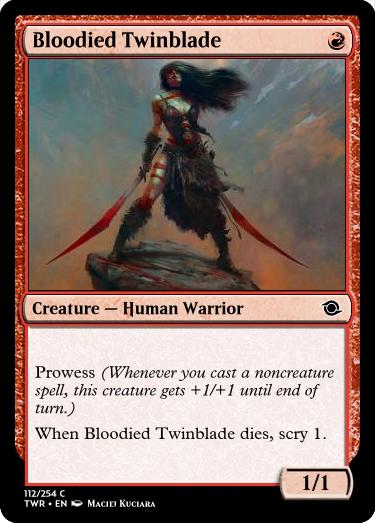 Bloodied Twinblade
Creature — Human Warrior
Prowess (Whenever you cast a noncreature
spell, this creature gets +1/+1 until end of
turn.)
When Bloodied Twinblade dies, scry 1.
1/1
112/254 C
TWR • EN Maciej Kuciara